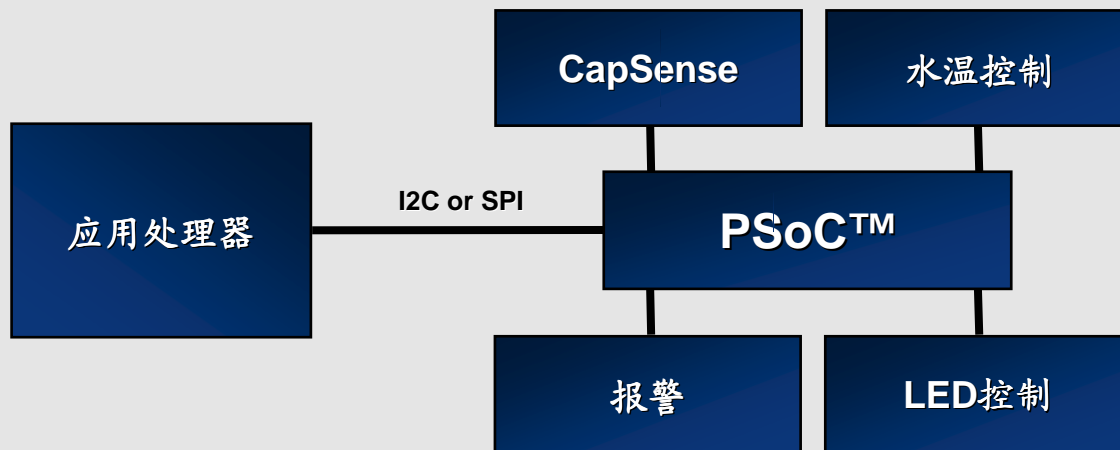 CapSense
水温控制
应用处理器
I2C or SPI
PSoC™
报警
LED控制